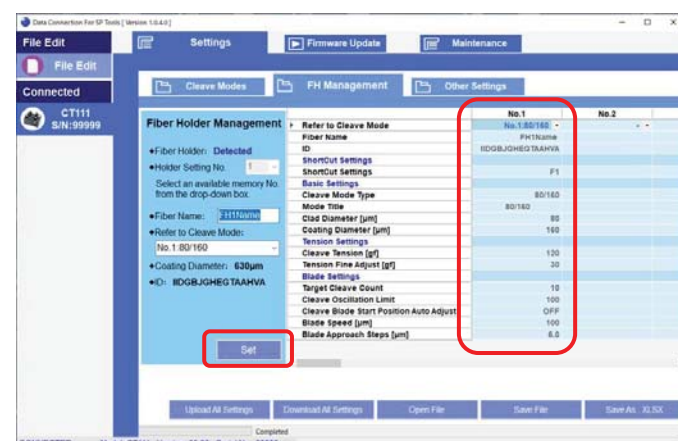 Data Connection For SP Tools [ Version 1.0.4.0 ]
File Edit
Settings
Firmware Update
Maintenance
File Edit
Connected
CT111
S/N:99999
Cleave Modes
FH Management
Other Settings
Fiber Holder Management
◆Fiber Holder: Detected
◆Holder Setting No. 1
Select an available memory No.
from the drop-down box.
◆Fiber Name: FH1Name
◆Refer to Cleave Mode:
No.1:80/160
◆Coating Diameter: 630µm
◆ID: IIDGBJGHEGTAAHVA
Set
No.1 No.2
Refer to Cleave Mode No.1:80/160 - -
Fiber Name FH1Name
ID IIDGBJGHEGTAAHVA
ShortCut Settings
ShortCut Settings F1
Basic Settings
Cleave Mode Type 80/160
Mode Title 80/160
Clad Diameter [µm] 80
Coating Diameter [µm] 160
Tension Settings
Cleave Tension [gf] 120
Tension Fine Adjust [gf] 30
Blade Settings
Target Cleave Count 10
Cleave Oscillation Limit 100
Cleave Blade Start Position Auto Adjust OFF
Blade Speed [µm] 100
Blade Approach Steps [µm] 6.0
Upload All Settings
Download All Settings
Open File
Save File
Save As .XLSX
Completed